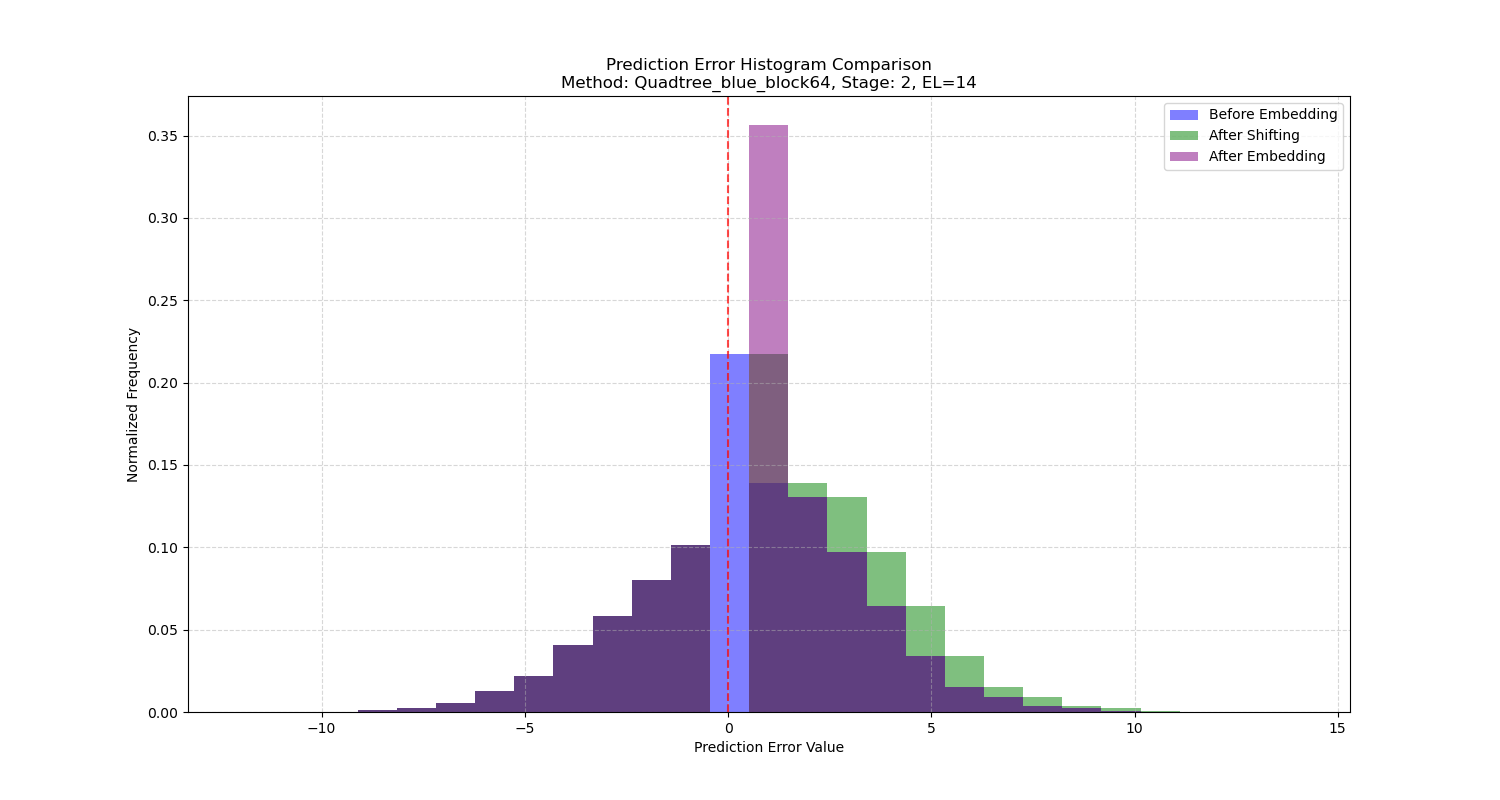 Prediction Error Histogram Comparison
Method: Quadtree_blue_block64, Stage: 2, EL=14
Before Embedding
After Shifting
After Embedding
Normalized Frequency
0.35
0.30
0.25
0.20
0.15
0.10
0.05
0.00
−10
−5
0
5
10
15
Prediction Error Value